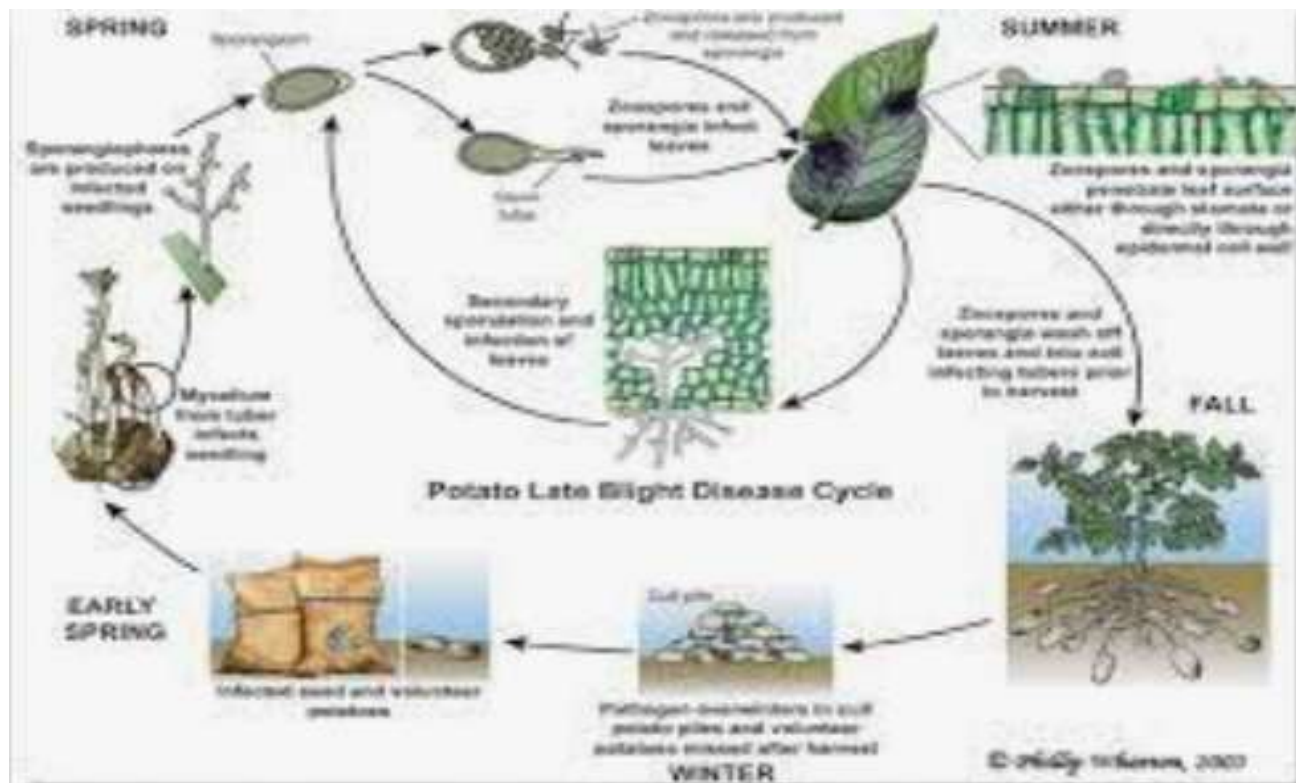 SPRING
Sporangium
Zoospores are produced
and released from
sporangia
SUMMER
Zoospores and
sporangia infect
leaves
Sporangiophores
are produced on
infected
seedlings
Germ
tube
Zoospores and sporangia
penetrate leaf surface
either through stomata or
directly through
epidermal cell wall
Secondary
sporulation and
infection of
leaves
Zoospores and
sporangia wash off
leaves and into soil
infecting tubers prior
to harvest
Mycelium
from tuber
infects
seedling
FALL
Potato Late Blight Disease Cycle
EARLY
SPRING
Cull pile
Infected seed and volunteer
potatoes
Pathogen overwinters in cull
potato piles and volunteer
potatoes missed after harvest
WINTER
© Phillip Wharton, 2003